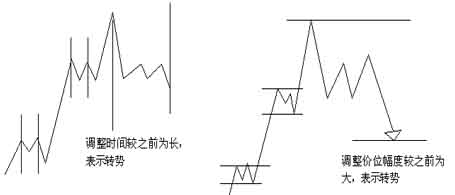 调整时间较之前为长，
表示转势
调整价位幅度较之前为
大，表示转势